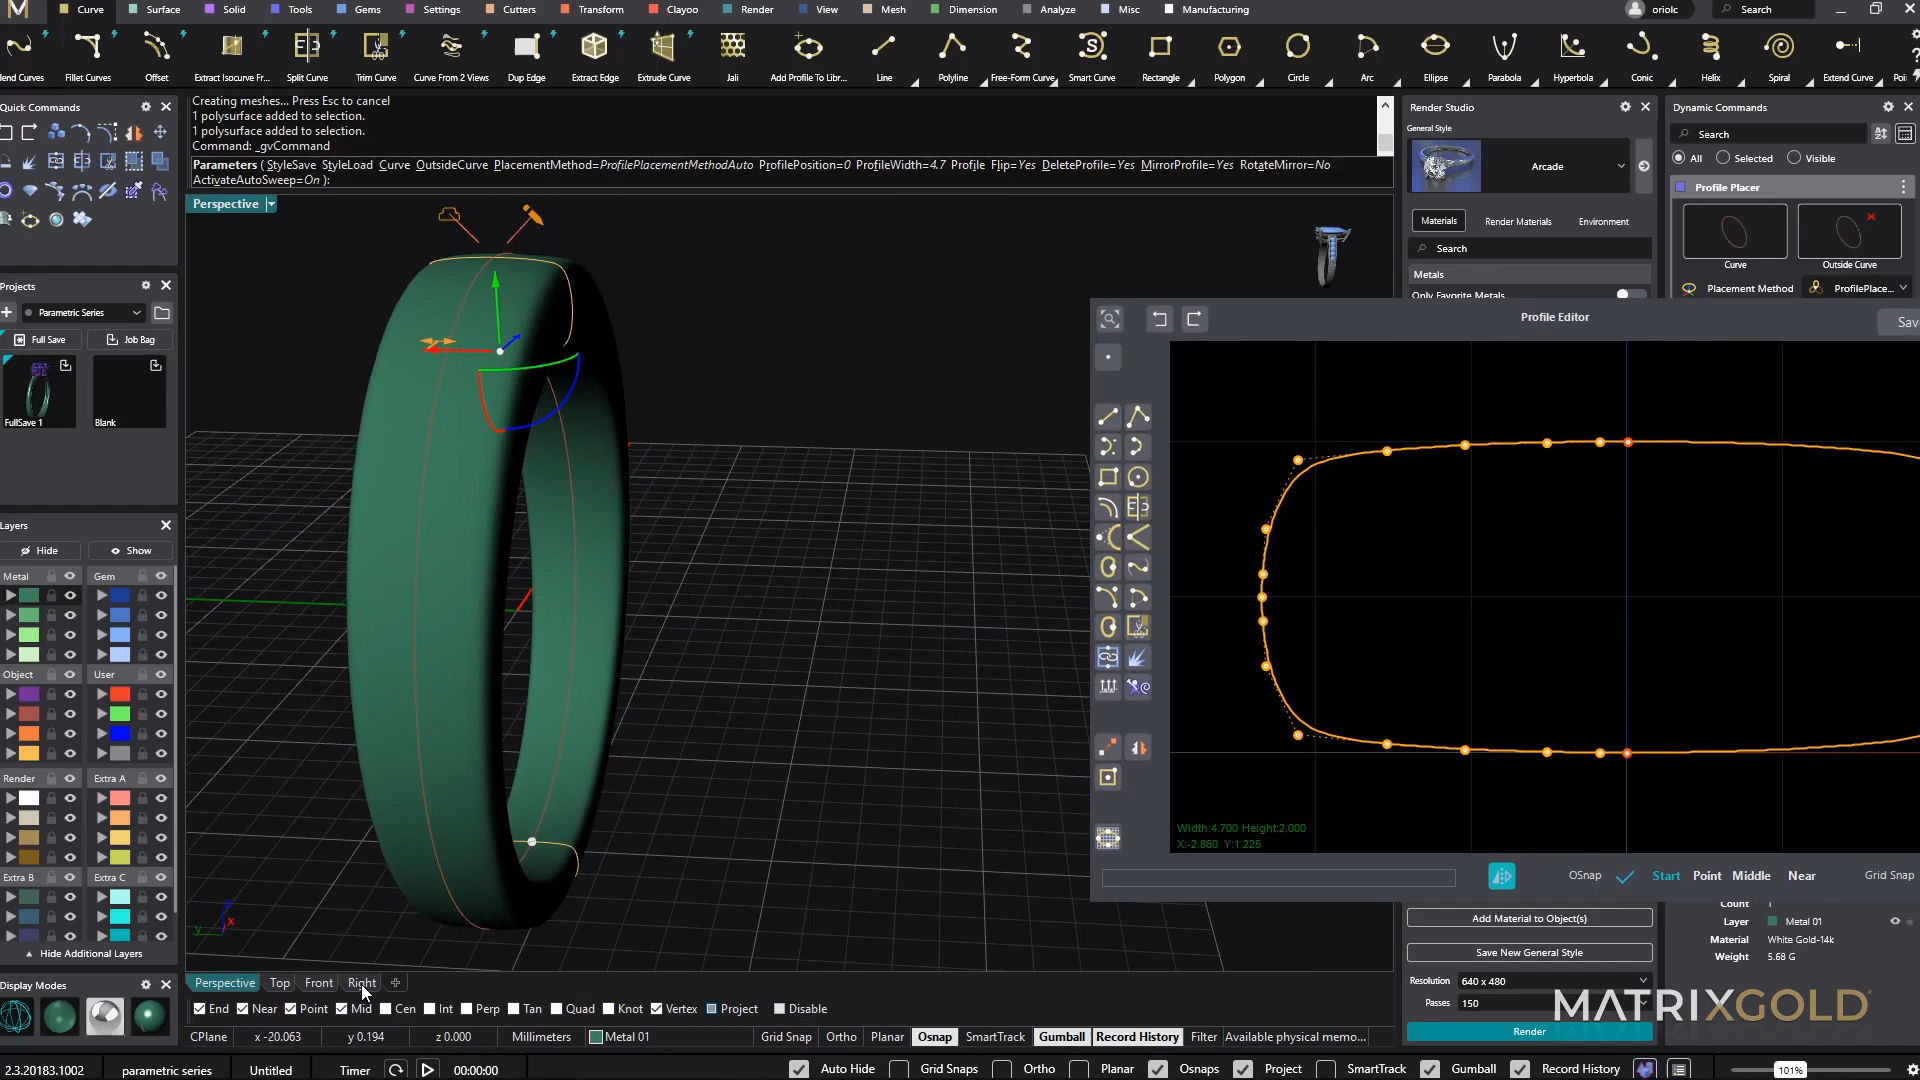 Curve Surface Solid Tools Gems Settings Cutters Transform Clayoo Render View Mesh Dimension Analyze Misc Manufacturing oriolc Search
lend Curves Fillet Curves Offset Extract Isocurve Fr... Split Curve Trim Curve Curve From 2 Views Dup Edge Extract Edge Extrude Curve Jali Add Profile To Libr... Line Polyline Free-Form Curve Smart Curve Rectangle Polygon Circle Arc Ellipse Parabola Hyperbola Conic Helix Spiral Extend Curve Poi
Quick Commands
Creating meshes... Press Esc to cancel
1 polysurface added to selection.
1 polysurface added to selection.
Command: _gvCommand
Parameters ( StyleSave StyleLoad Curve OutsideCurve PlacementMethod=ProfilePlacementMethodAuto ProfilePosition=0 ProfileWidth=4.7 Profile Flip=Yes DeleteProfile=Yes MirrorProfile=Yes RotateMirror=No
ActivateAutoSweep=On ):
Perspective
Projects
Parametric Series
Full Save Job Bag
FullSave 1 Blank
Layers
Hide Show
Metal Gem
Object User
Render Extra A
Extra B Extra C
Hide Additional Layers
Display Modes
z
x
y
Render Studio
General Style
Arcade
Materials Render Materials Environment
Search
Metals
Only Favorite Metals
Dynamic Commands
Search
All Selected Visible
Profile Placer
Curve Outside Curve
Placement Method ProfilePlace...
Profile Editor
Sav
Width:4.700 Height:2.000
X:-2.860 Y:1.225
OSnap Start Point Middle Near Grid Snap
Add Material to Object(s)
Save New General Style
Resolution 640 x 480
Passes 150
Render
Count 1
Layer Metal 01
Material White Gold-14k
Weight 5.68 G
MATRIXGOLD
Perspective Top Front Right
End Near Point Mid Cen Int Perp Tan Quad Knot Vertex Project Disable
CPlane x -20.063 y 0.194 z 0.000 Millimeters Metal 01 Grid Snap Ortho Planar Osnap SmartTrack Gumball Record History Filter Available physical memo...
2.3.20183.1002 parametric series Untitled Timer 00:00:00 Auto Hide Grid Snaps Ortho Planar Osnaps Project SmartTrack Gumball Record History 101%